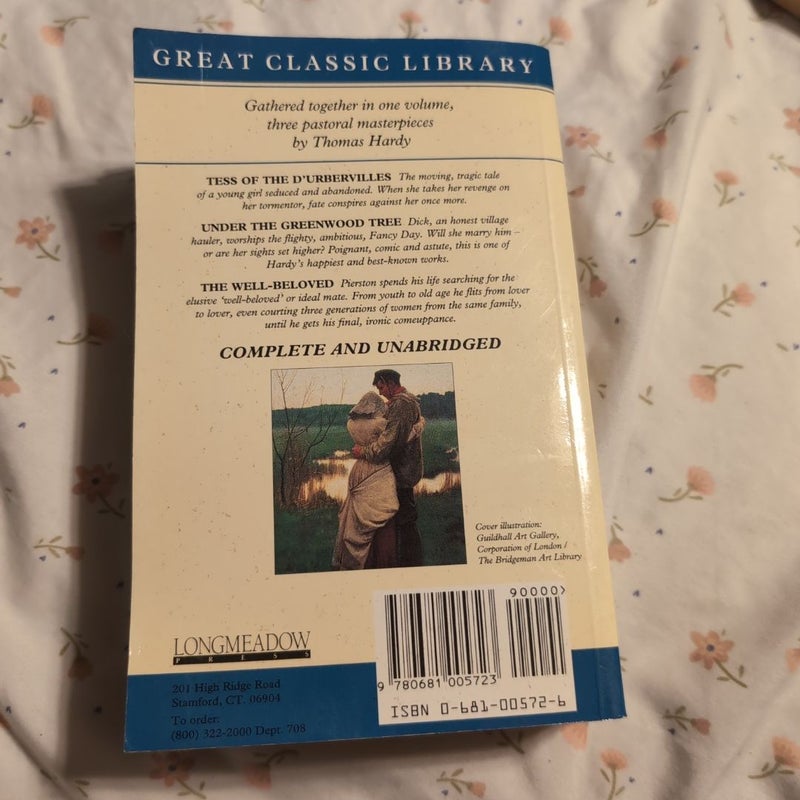 GREAT CLASSIC LIBRARY
Gathered together in one volume,
three pastoral masterpieces
by Thomas Hardy
TESS OF THE D'URBERVILLES The moving, tragic tale
of a young girl seduced and abandoned. When she takes her revenge on
her tormentor, fate conspires against her once more.
UNDER THE GREENWOOD TREE Dick, an honest village
hauler, worships the flighty, ambitious, Fancy Day. Will she marry him –
or are her sights set higher? Poignant, comic and astute, this is one of
Hardy's happiest and best-known works.
THE WELL-BELOVED Pierston spends his life searching for the
elusive 'well-beloved' or ideal mate. From youth to old age he flits from lover
to lover, even courting three generations of women from the same family,
until he gets his final, ironic comeuppance.
COMPLETE AND UNABRIDGED
Cover illustration:
Guildhall Art Gallery,
Corporation of London /
The Bridgeman Art Library
LONGMEADOW
PRESS
201 High Ridge Road
Stamford, CT. 06904
To order:
(800) 322-2000 Dept. 708
90000>
9 780681 005723
ISBN 0-681-00572-6